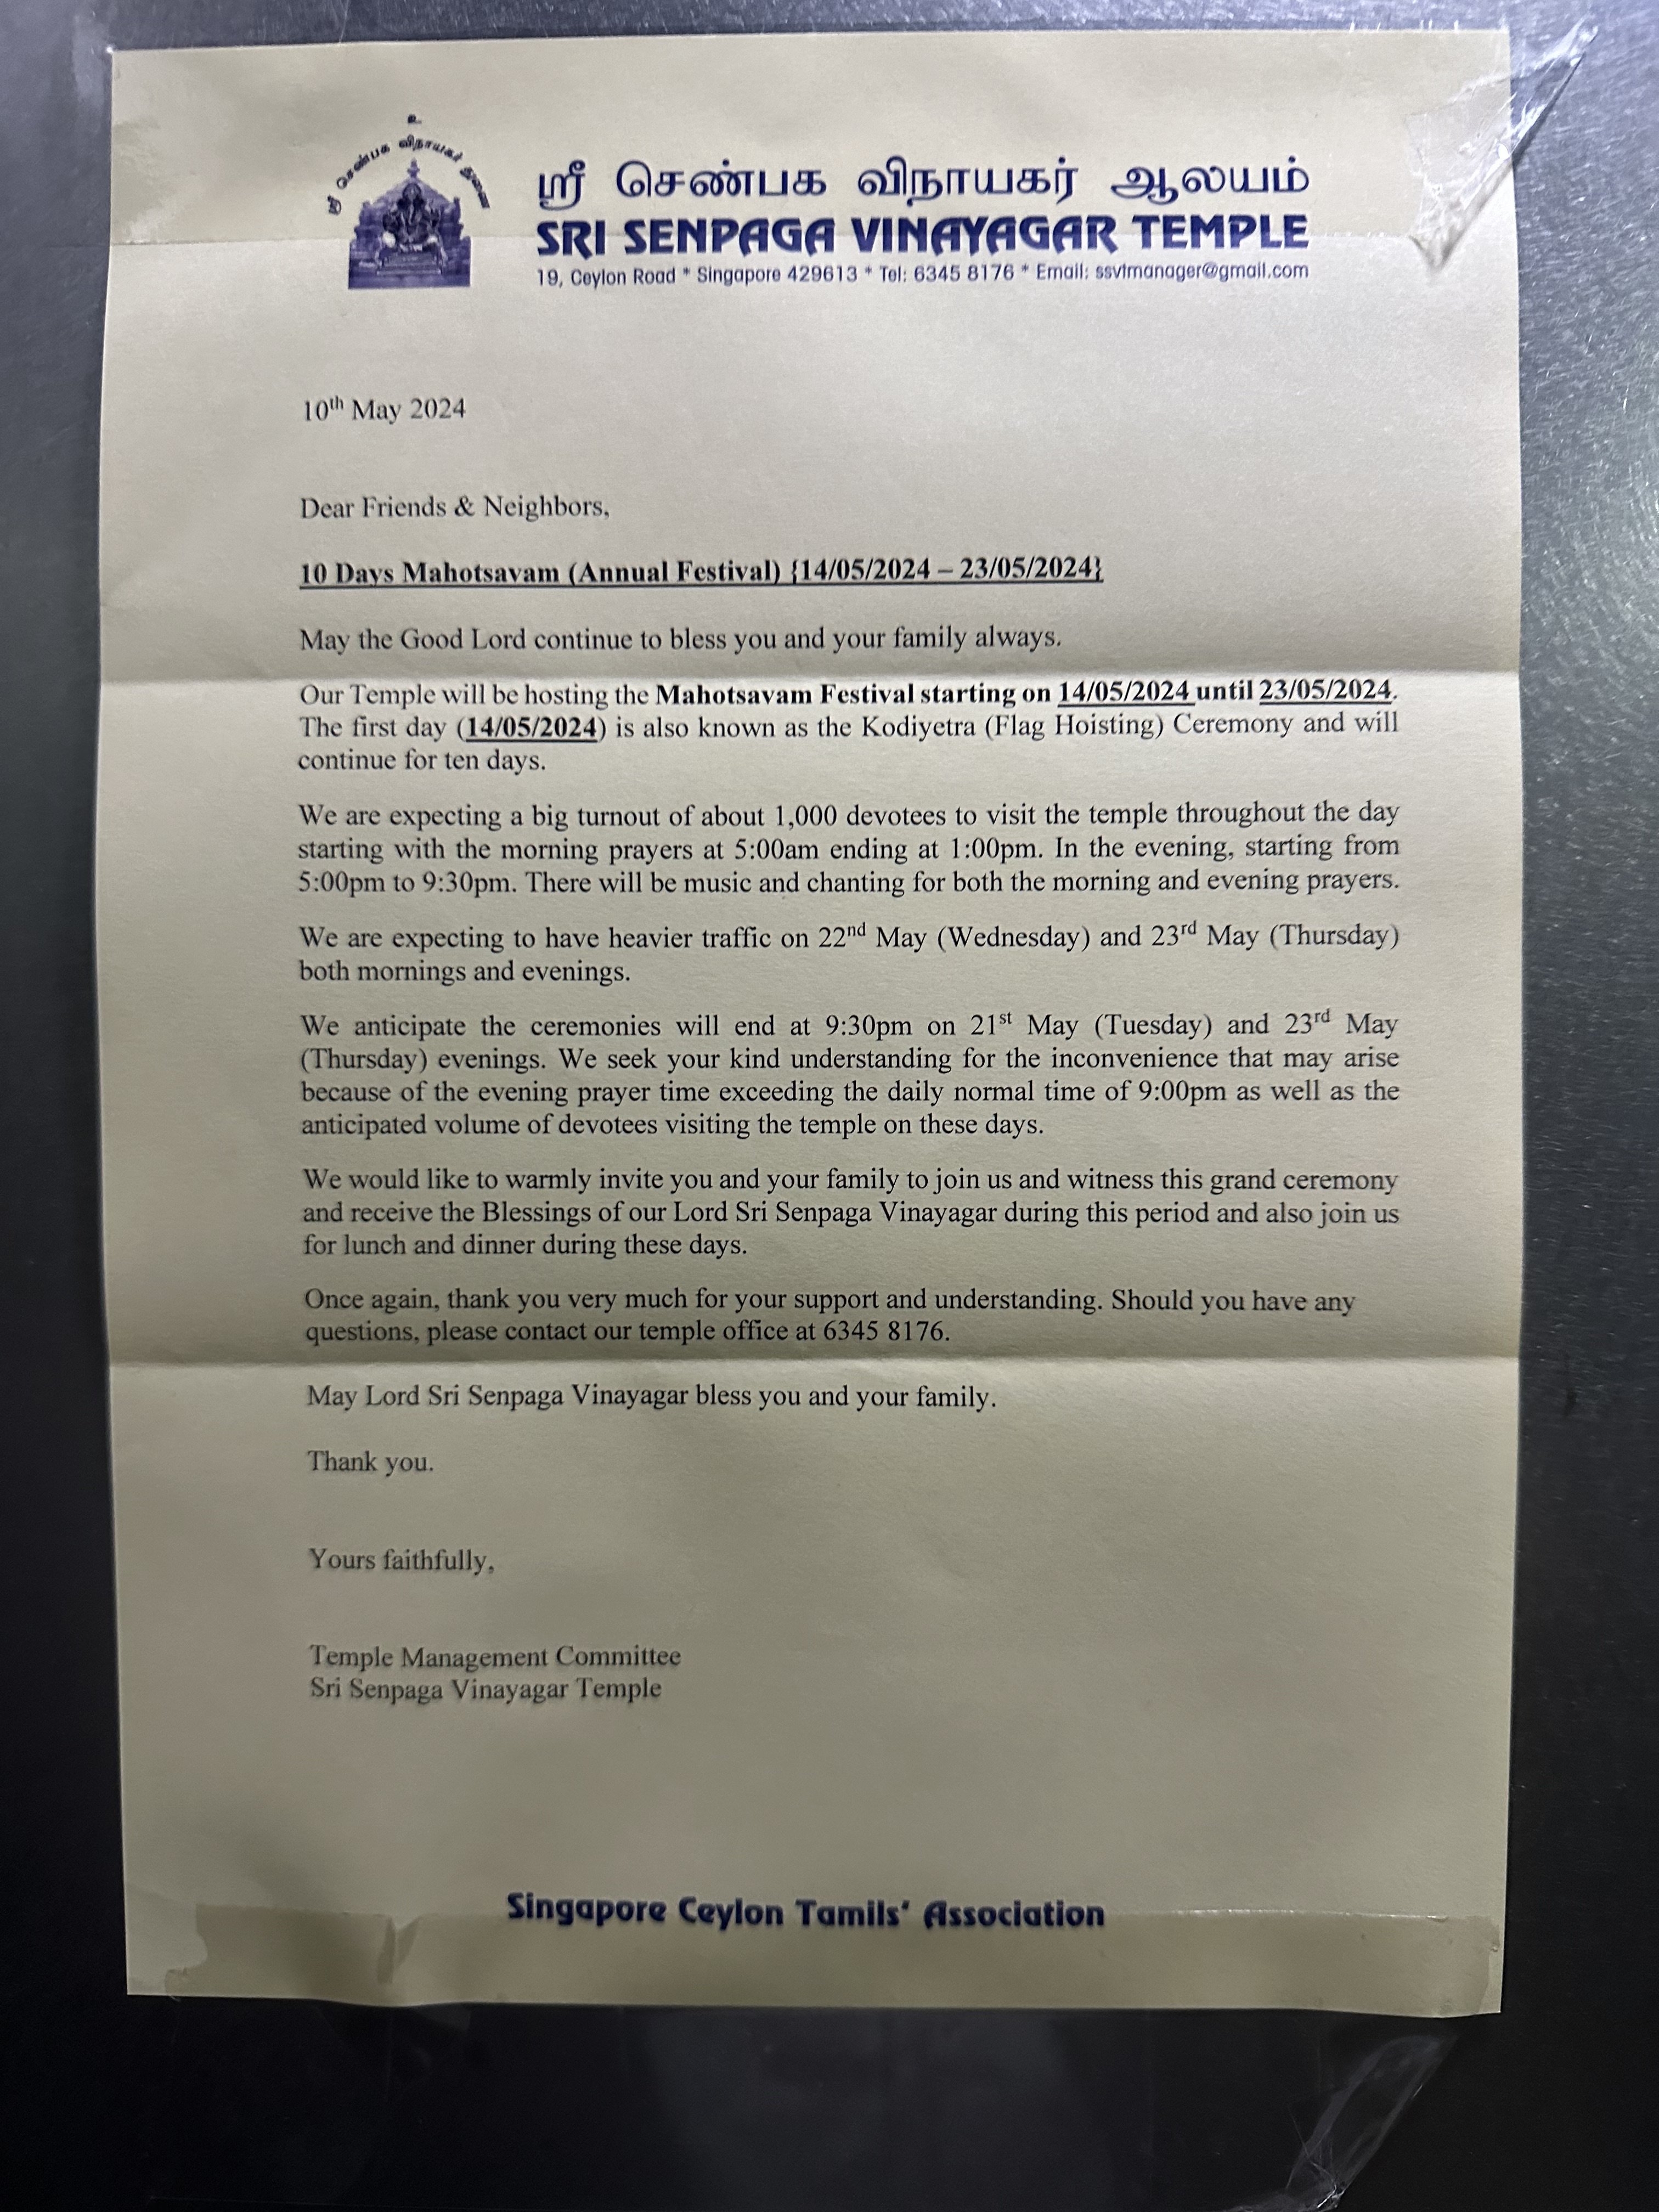 உ
ஸ்ரீ செண்பக விநாயகர் துணை
ஸ்ரீ செண்பக விநாயகர் ஆலயம்
SRI SENPAGA VINAYAGAR TEMPLE
19, Ceylon Road * Singapore 429613 * Tel: 6345 8176 * Email: ssvtmanager@gmail.com
10th May 2024
Dear Friends & Neighbors,
10 Days Mahotsavam (Annual Festival) {14/05/2024 – 23/05/2024}
May the Good Lord continue to bless you and your family always.
Our Temple will be hosting the Mahotsavam Festival starting on 14/05/2024 until 23/05/2024.
The first day (14/05/2024) is also known as the Kodiyetra (Flag Hoisting) Ceremony and will
continue for ten days.
We are expecting a big turnout of about 1,000 devotees to visit the temple throughout the day
starting with the morning prayers at 5:00am ending at 1:00pm. In the evening, starting from
5:00pm to 9:30pm. There will be music and chanting for both the morning and evening prayers.
We are expecting to have heavier traffic on 22nd May (Wednesday) and 23rd May (Thursday)
both mornings and evenings.
We anticipate the ceremonies will end at 9:30pm on 21st May (Tuesday) and 23rd May
(Thursday) evenings. We seek your kind understanding for the inconvenience that may arise
because of the evening prayer time exceeding the daily normal time of 9:00pm as well as the
anticipated volume of devotees visiting the temple on these days.
We would like to warmly invite you and your family to join us and witness this grand ceremony
and receive the Blessings of our Lord Sri Senpaga Vinayagar during this period and also join us
for lunch and dinner during these days.
Once again, thank you very much for your support and understanding. Should you have any
questions, please contact our temple office at 6345 8176.
May Lord Sri Senpaga Vinayagar bless you and your family.
Thank you.
Yours faithfully,
Temple Management Committee
Sri Senpaga Vinayagar Temple
Singapore Ceylon Tamils' Association